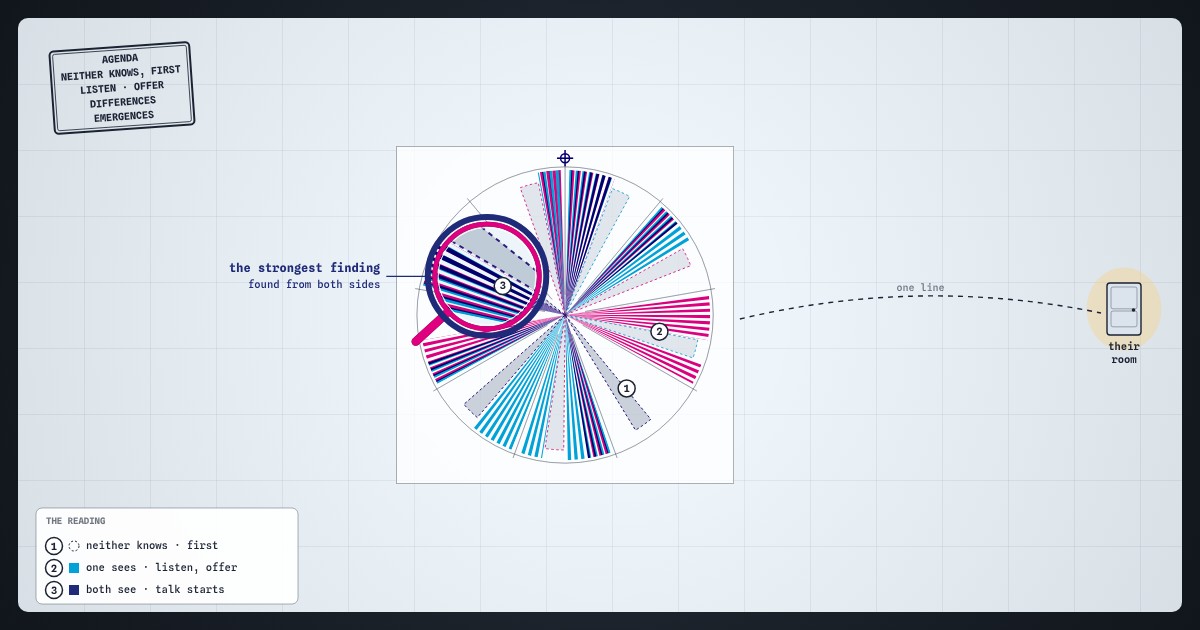 AGENDA
NEITHER KNOWS, FIRST
LISTEN · OFFER
DIFFERENCES
EMERGENCES
the strongest finding
found from both sides
3
2
1
one line
their
room
THE READING
1 neither knows · first
2 one sees · listen, offer
3 both see · talk starts